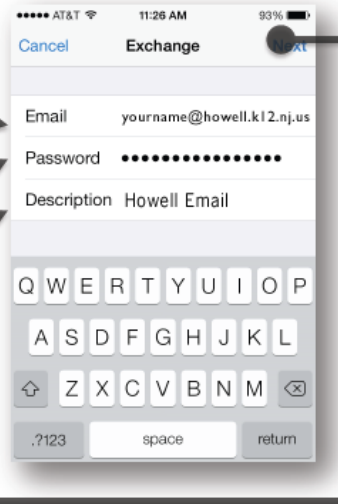 ●●●●● AT&T 11:26 AM 93%
Cancel Exchange Next
Email yourname@howell.k12.nj.us
Password ●●●●●●●●●●●●●●●●
Description Howell Email
Q W E R T Y U I O P
A S D F G H J K L
Z X C V B N M
.?123 space return